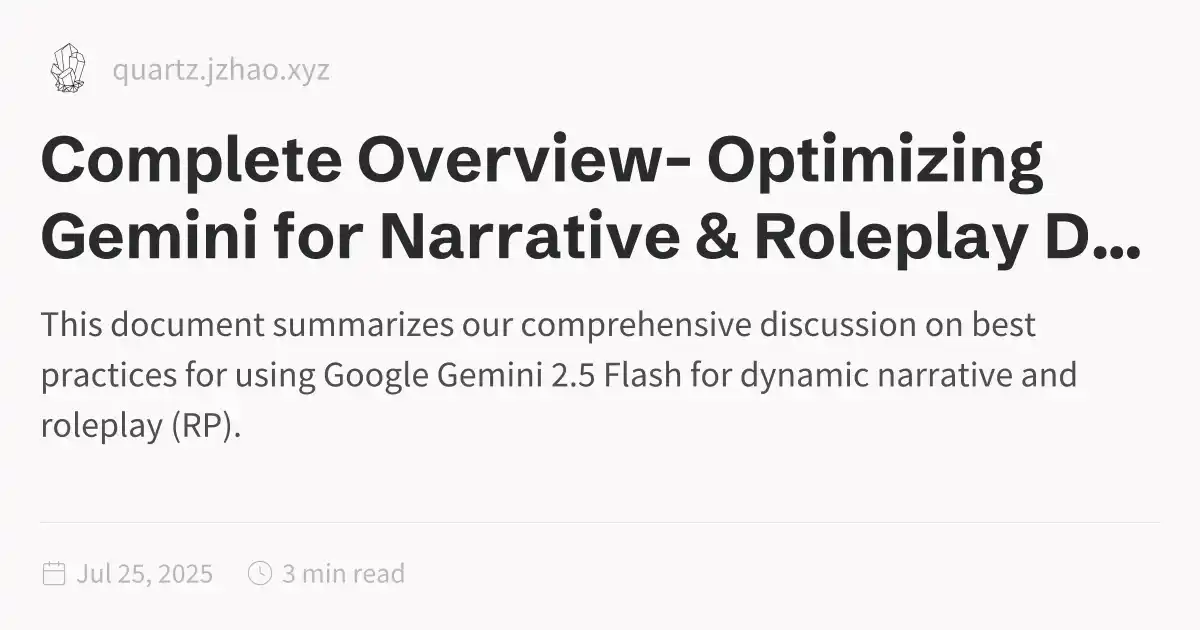 quartz.jzhao.xyz
Complete Overview- Optimizing
Gemini for Narrative & Roleplay D...
This document summarizes our comprehensive discussion on best
practices for using Google Gemini 2.5 Flash for dynamic narrative and
roleplay (RP).
Jul 25, 2025 3 min read